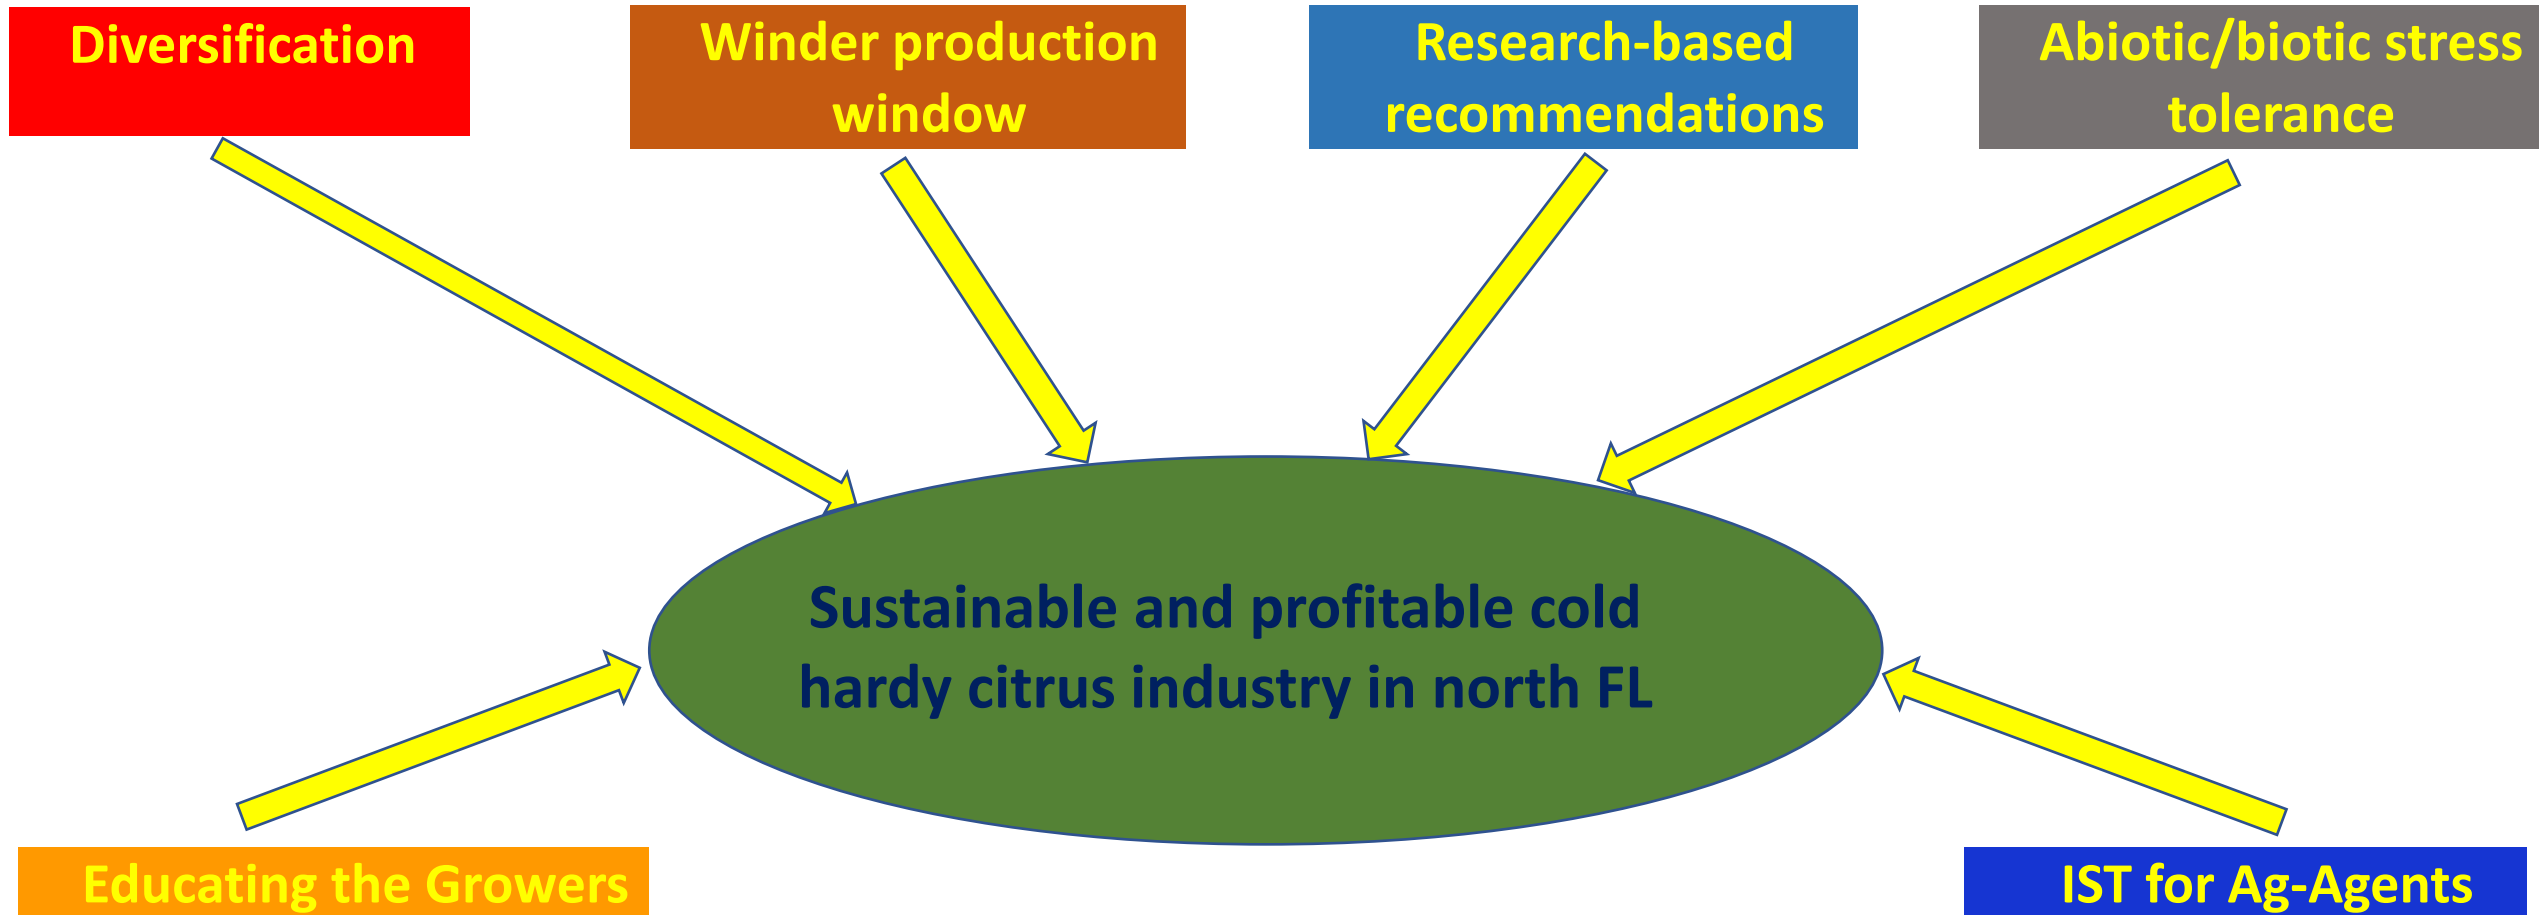 Diversification
Winder production
window
Research-based
recommendations
Abiotic/biotic stress
tolerance
Sustainable and profitable cold
hardy citrus industry in north FL
Educating the Growers
IST for Ag-Agents